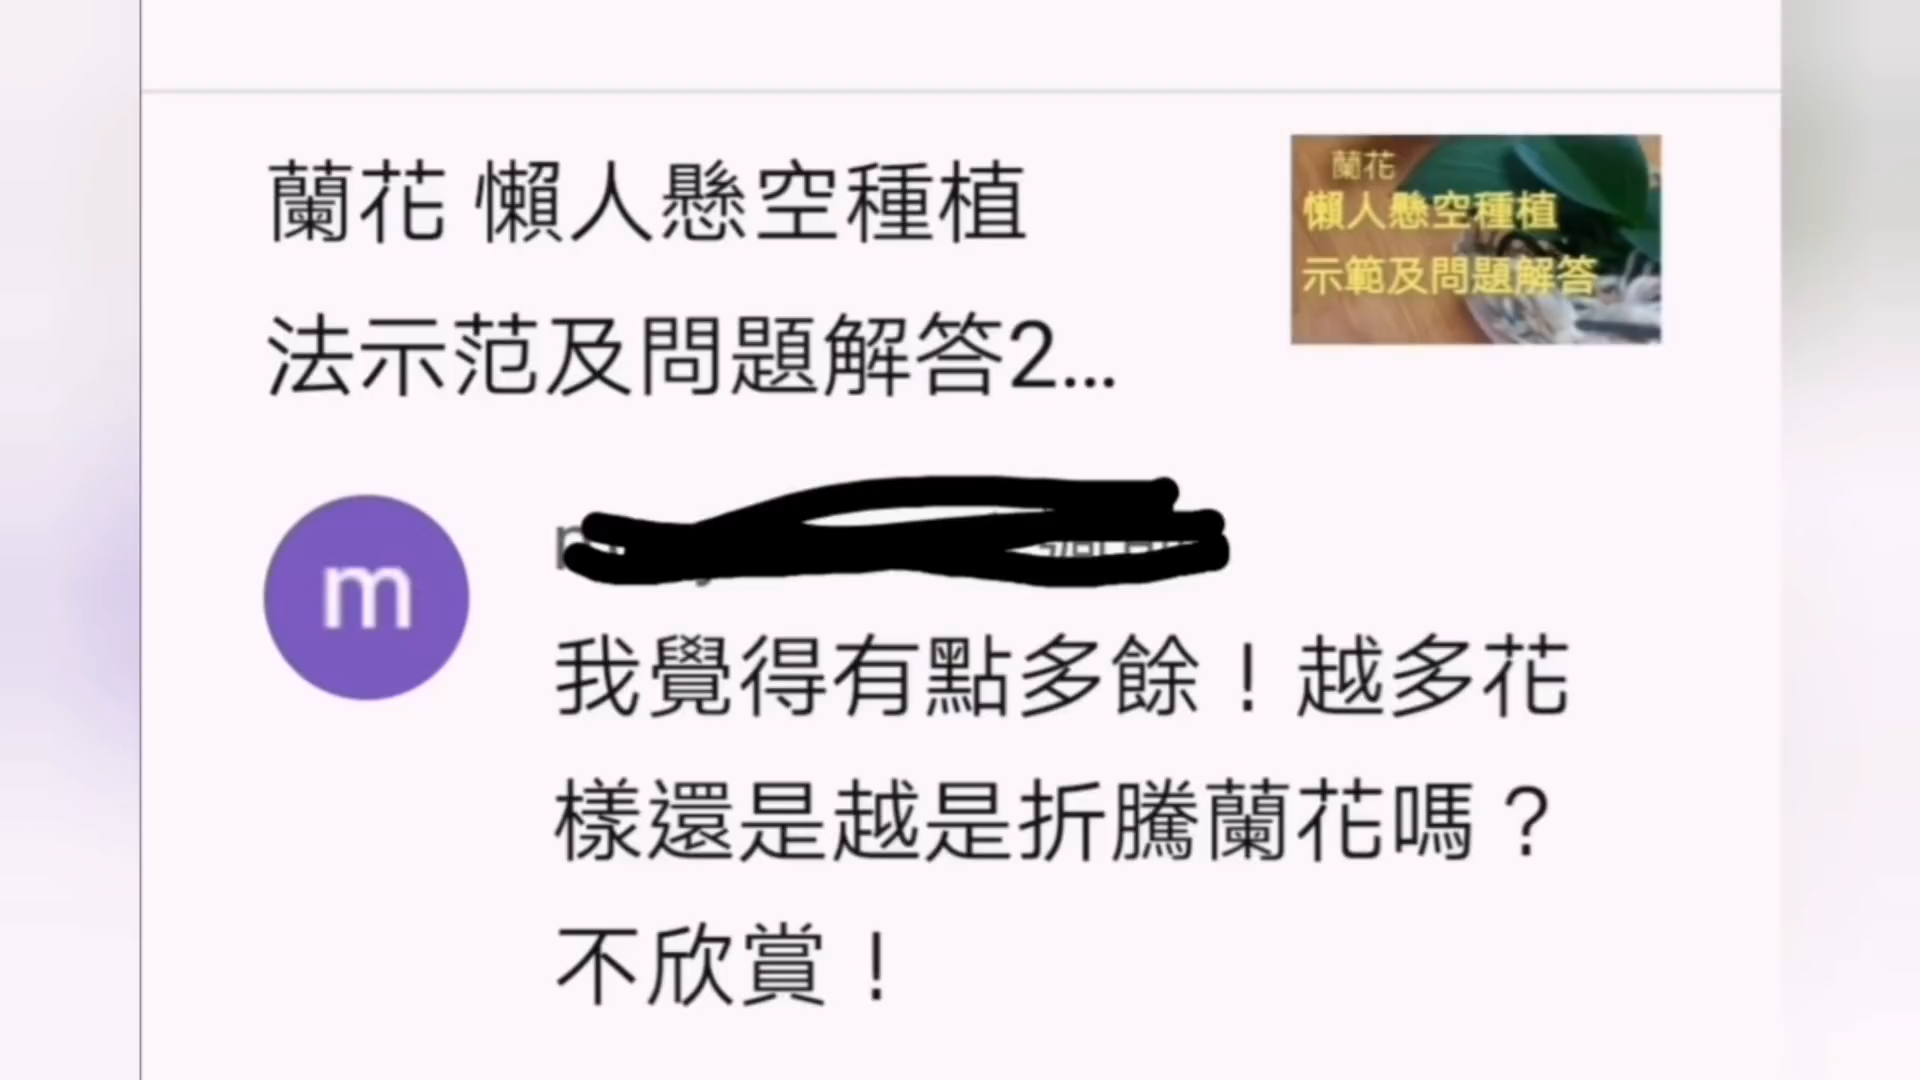 蘭花 懶人懸空種植
法示范及問題解答2...
蘭花
懶人懸空種植
示範及問題解答
m
我覺得有點多餘！越多花
樣還是越是折騰蘭花嗎？
不欣賞！